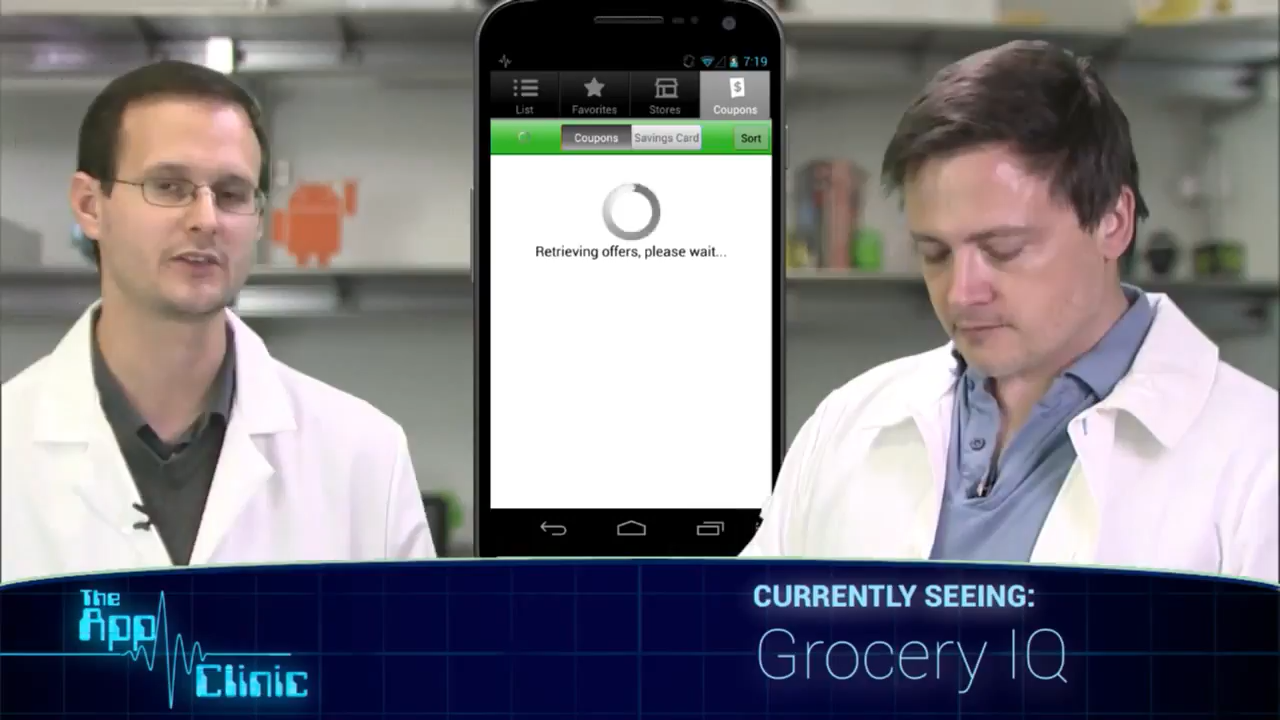 7:19
List
Favorites
Stores
Coupons
Coupons
Savings Card
Sort
Retrieving offers, please wait...
The
App
Clinic
CURRENTLY SEEING:
Grocery IQ